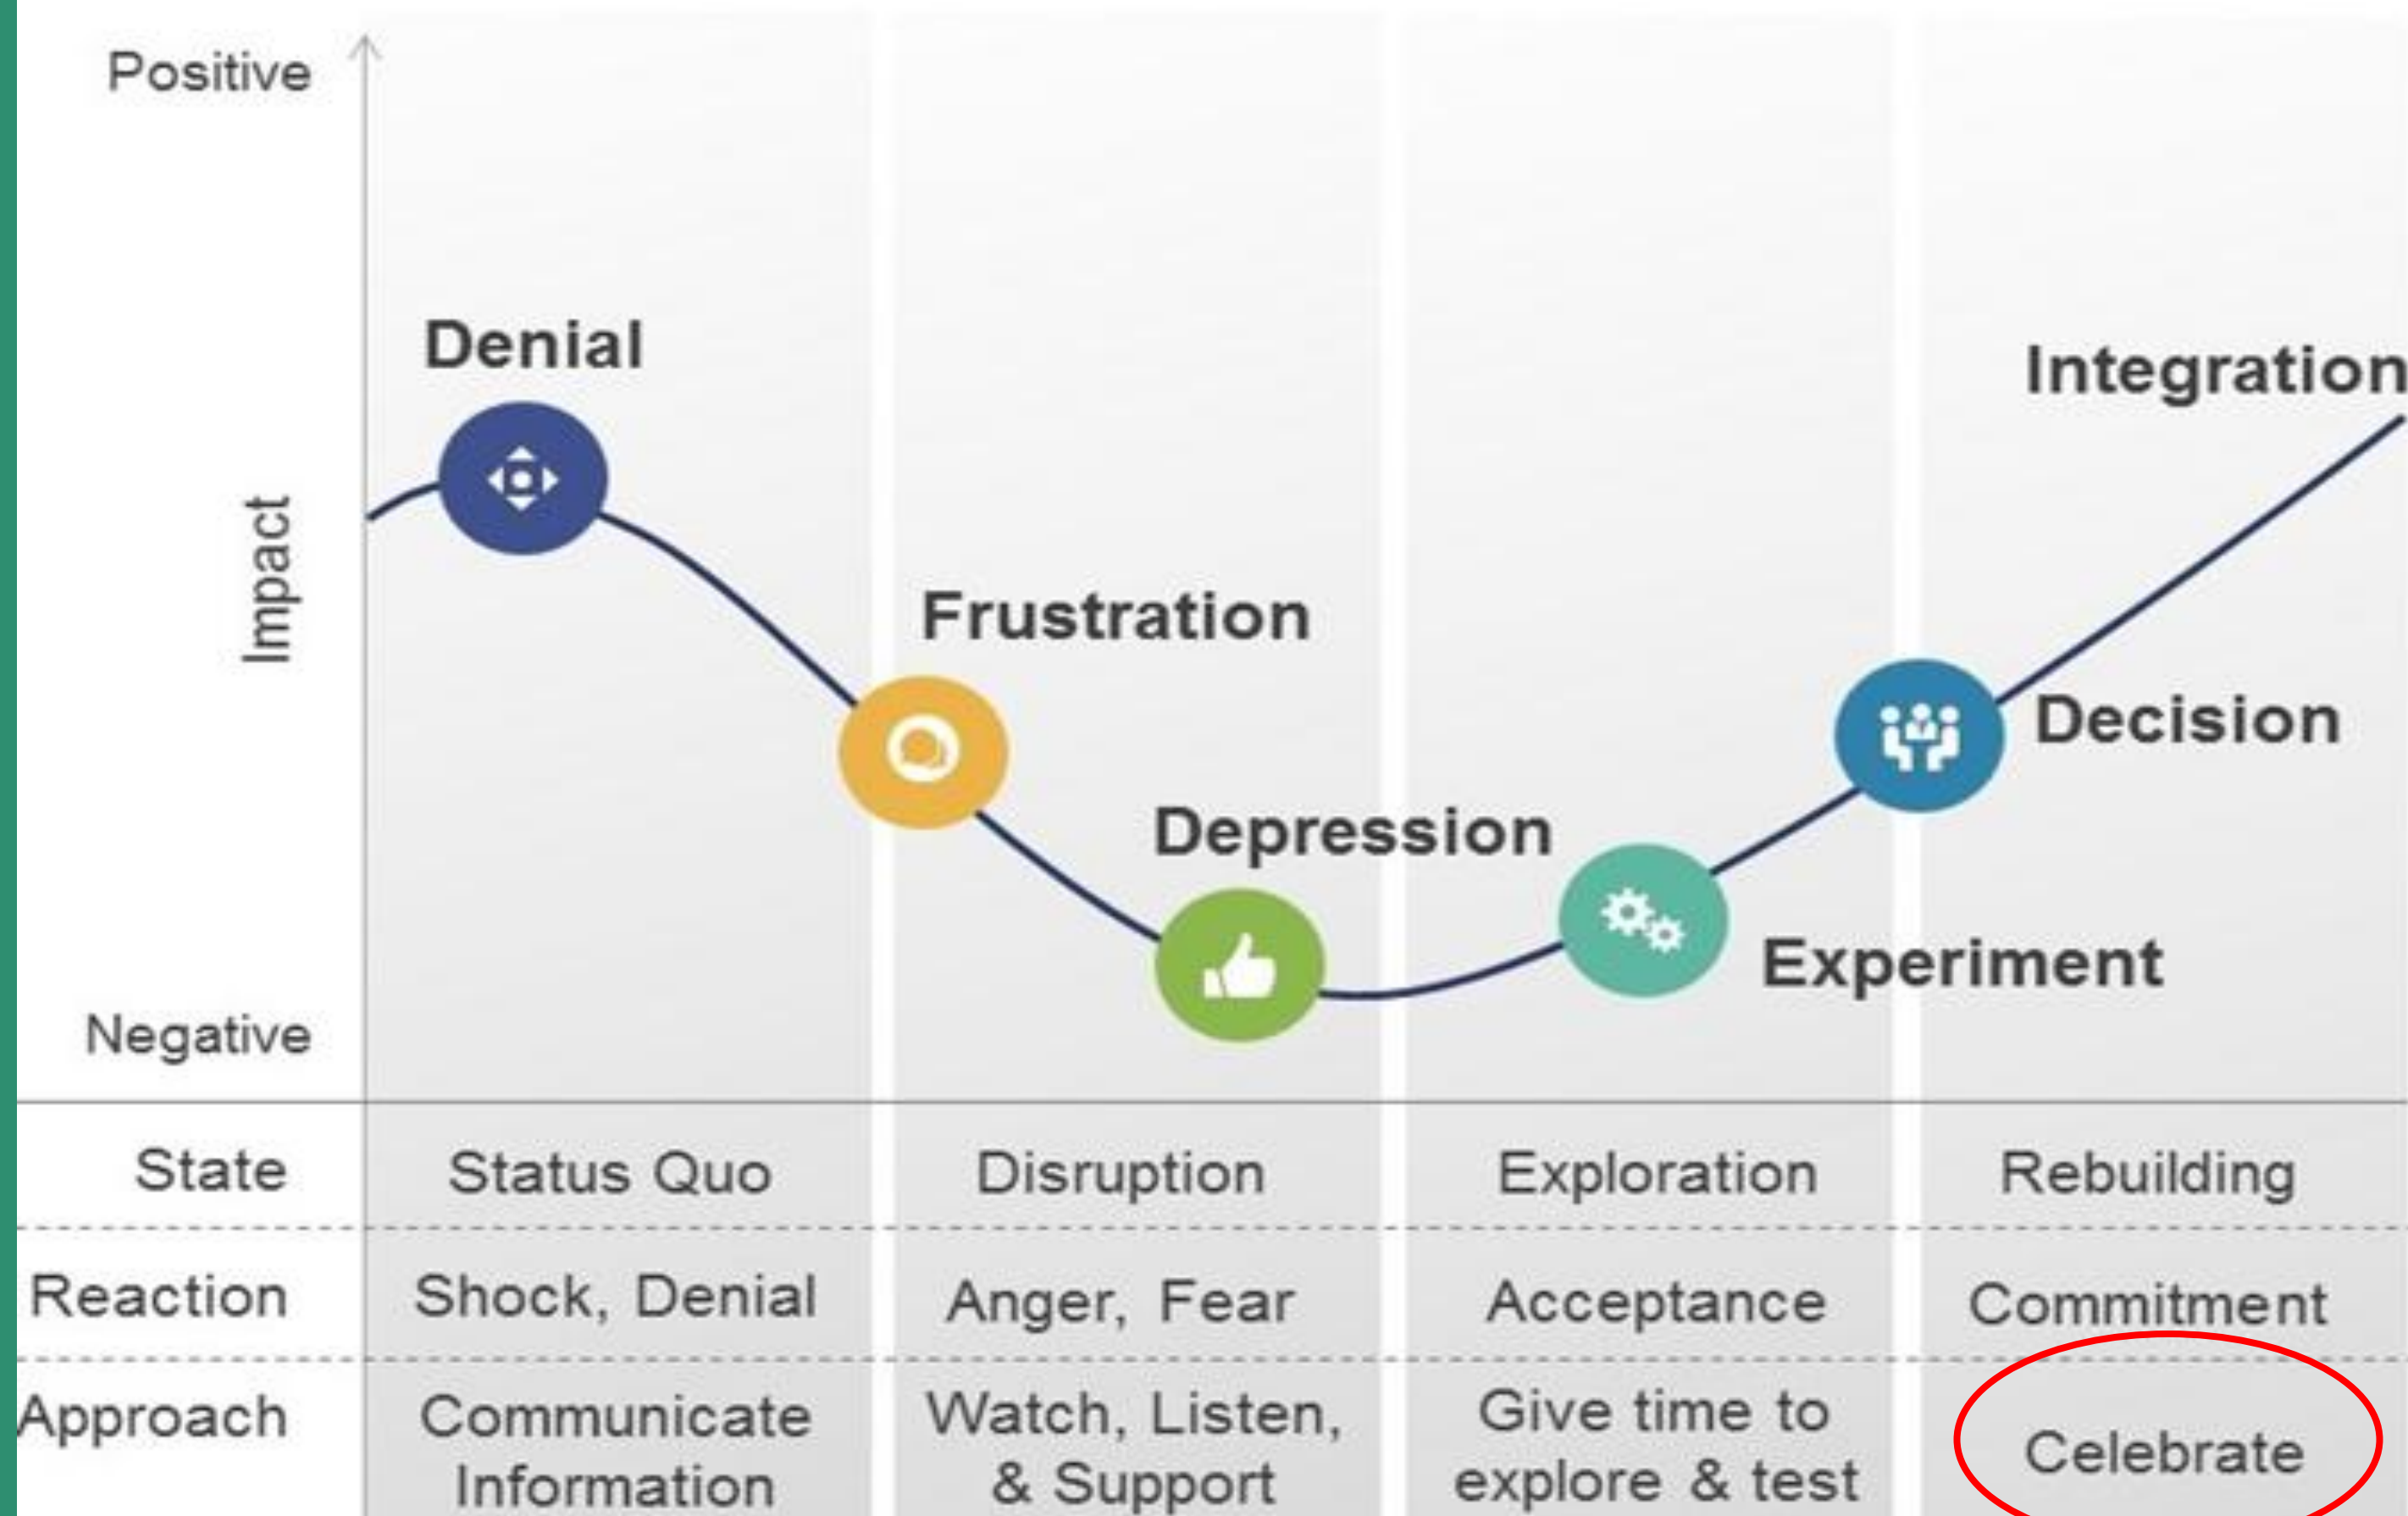 Positive
Denial
Integration
Impact
Frustration
Decision
Depression
Experiment
Negative
State Status Quo Disruption Exploration Rebuilding
Reaction Shock, Denial Anger, Fear Acceptance Commitment
Approach Communicate Information Watch, Listen, & Support Give time to explore & test Celebrate